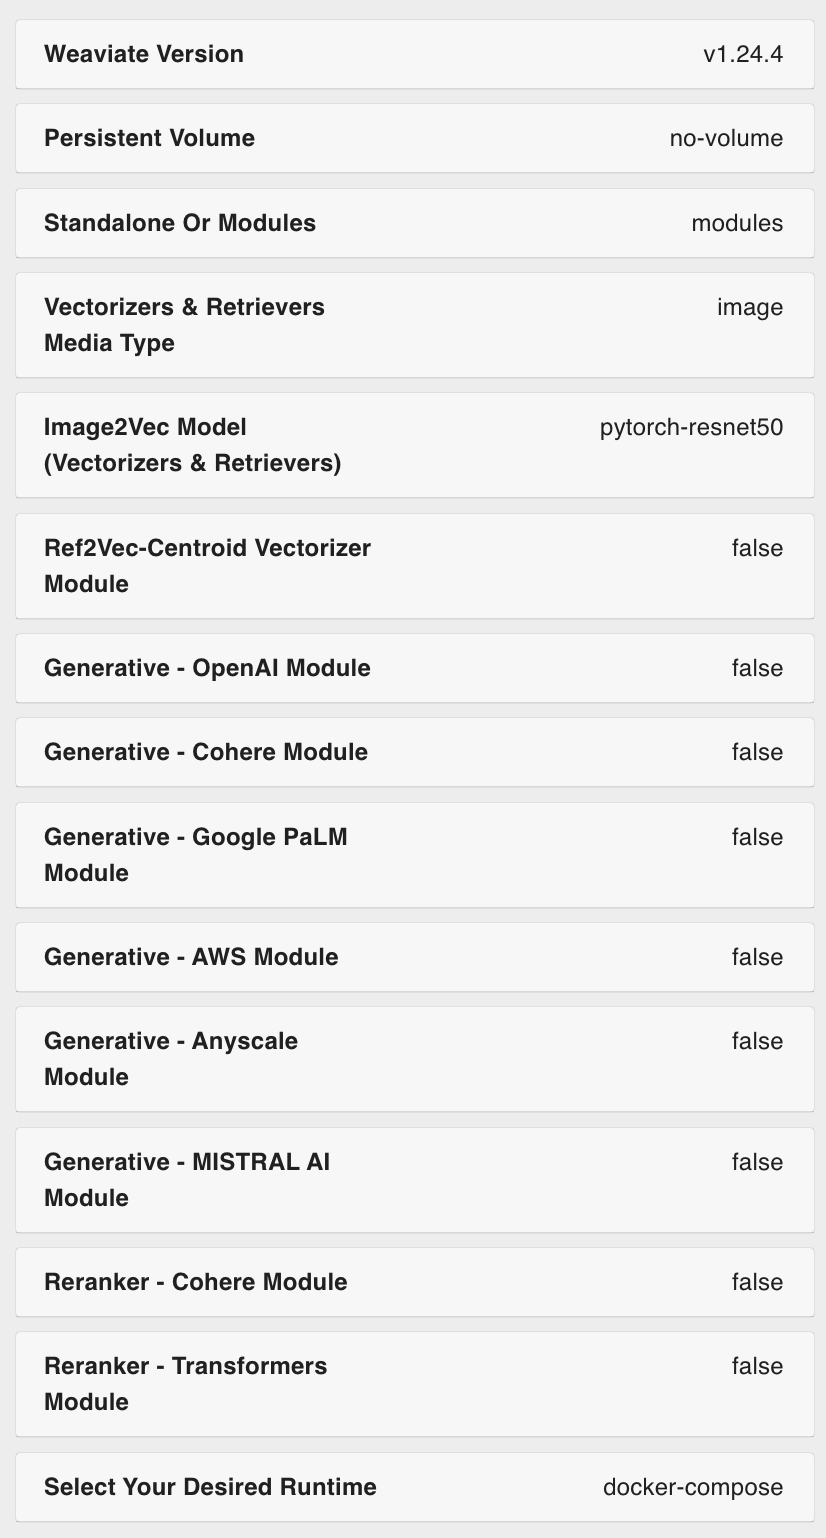 Weaviate Version v1.24.4
Persistent Volume no-volume
Standalone Or Modules modules
Vectorizers & Retrievers image
Media Type
Image2Vec Model pytorch-resnet50
(Vectorizers & Retrievers)
Ref2Vec-Centroid Vectorizer false
Module
Generative - OpenAI Module false
Generative - Cohere Module false
Generative - Google PaLM false
Module
Generative - AWS Module false
Generative - Anyscale false
Module
Generative - MISTRAL AI false
Module
Reranker - Cohere Module false
Reranker - Transformers false
Module
Select Your Desired Runtime docker-compose